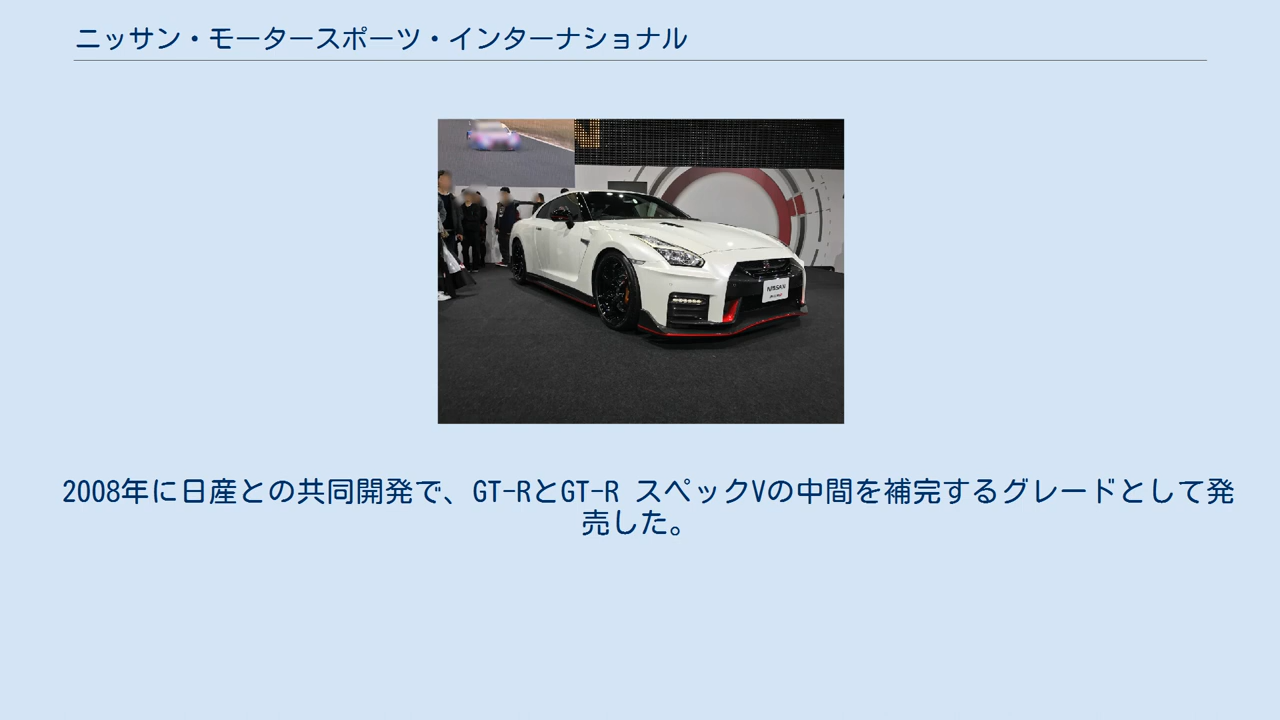 ニッサン・モータースポーツ・インターナショナル
NISSAN
2008年に日産との共同開発で、GT-RとGT-R スペックVの中間を補完するグレードとして発
売した。